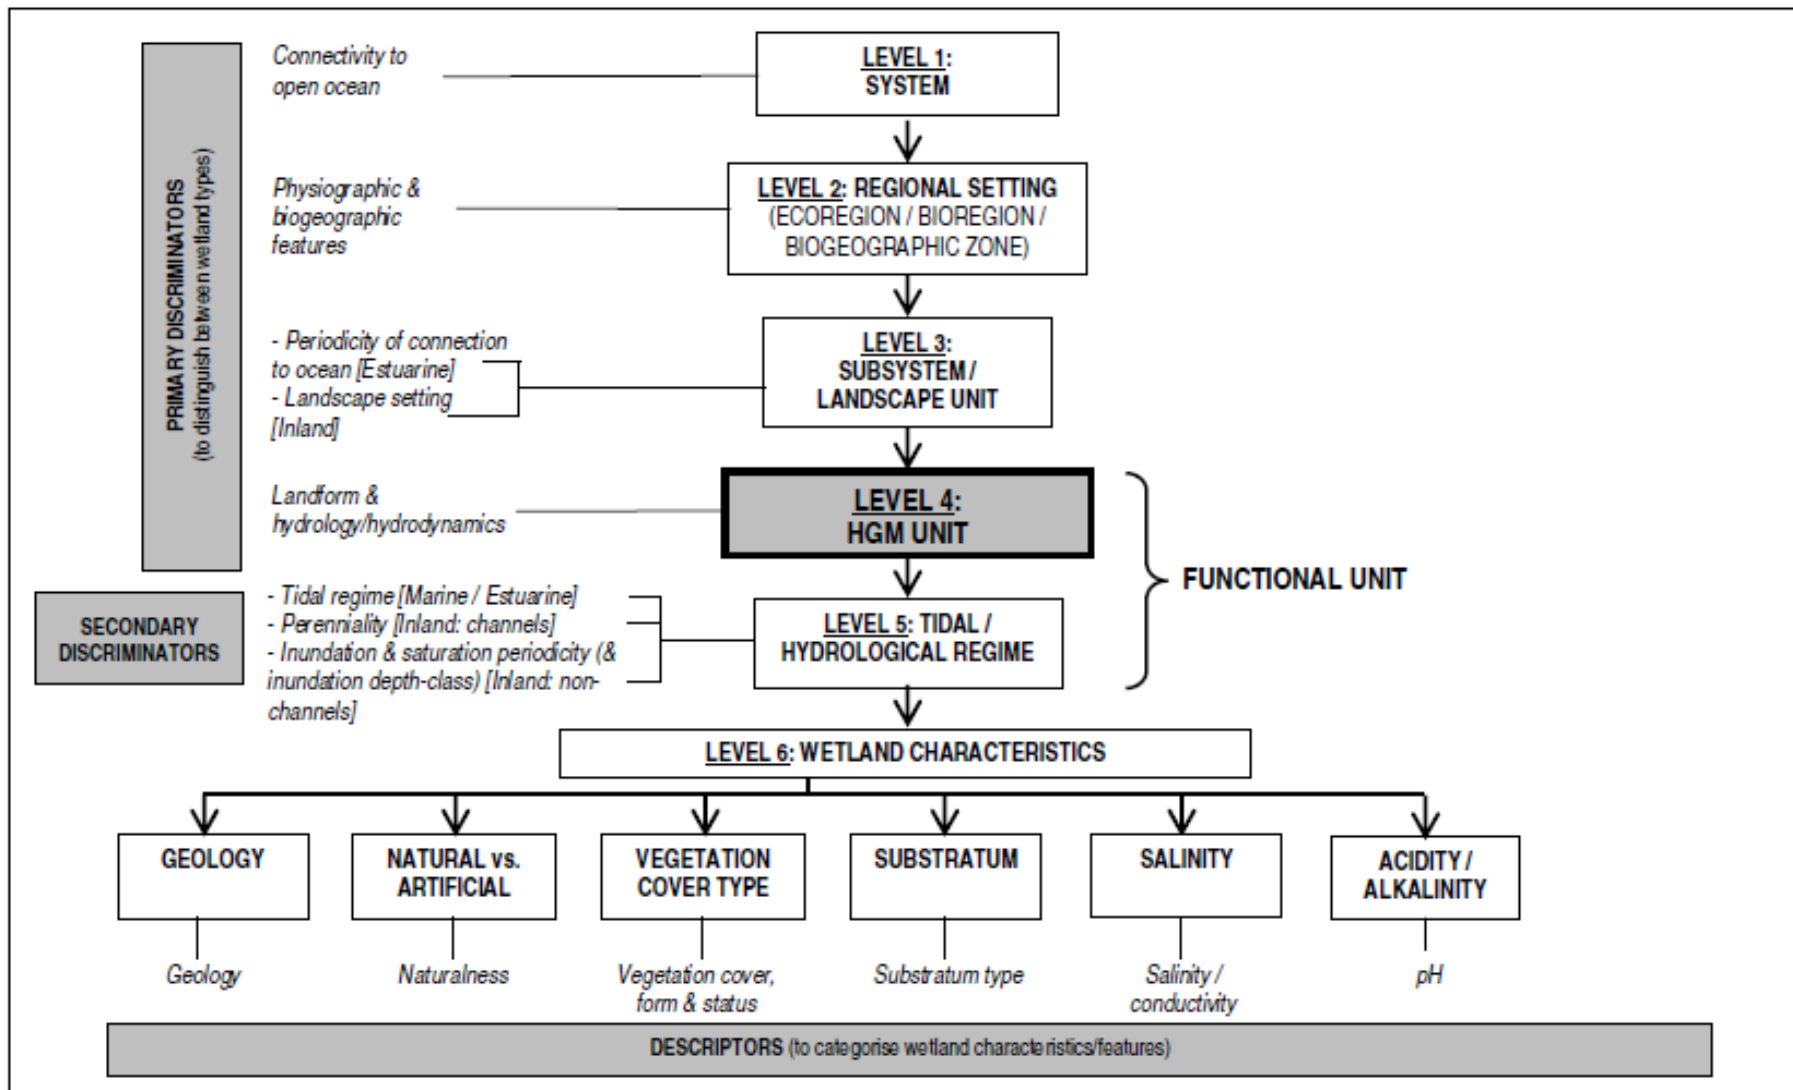 PRIMARY DISCRIMINATORS
(to distinguish between wetland types)
Connectivity to
open ocean
LEVEL 1:
SYSTEM
Physiographic &
biogeographic
features
LEVEL 2: REGIONAL SETTING
(ECOREGION / BIOREGION /
BIOGEOGRAPHIC ZONE)
- Periodicity of connection
to ocean [Estuarine]
- Landscape setting
[Inland]
LEVEL 3:
SUBSYSTEM /
LANDSCAPE UNIT
Landform &
hydrology/hydrodynamics
LEVEL 4:
HGM UNIT
FUNCTIONAL UNIT
SECONDARY
DISCRIMINATORS
- Tidal regime [Marine / Estuarine]
- Perenniality [Inland: channels]
- Inundation & saturation periodicity (&
inundation depth-class) [Inland: non-
channels]
LEVEL 5: TIDAL /
HYDROLOGICAL REGIME
LEVEL 6: WETLAND CHARACTERISTICS
GEOLOGY
NATURAL vs.
ARTIFICIAL
VEGETATION
COVER TYPE
SUBSTRATUM
SALINITY
ACIDITY /
ALKALINITY
Geology
Naturalness
Vegetation cover,
form & status
Substratum type
Salinity /
conductivity
pH
DESCRIPTORS (to categorise wetland characteristics/features)